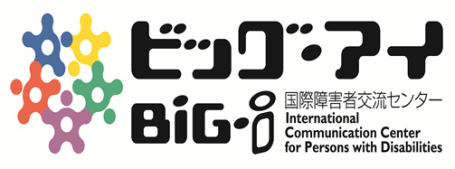 ビッグ・アイ
BiG-i 国際障害者交流センター
International
Communication Center
for Persons with Disabilities